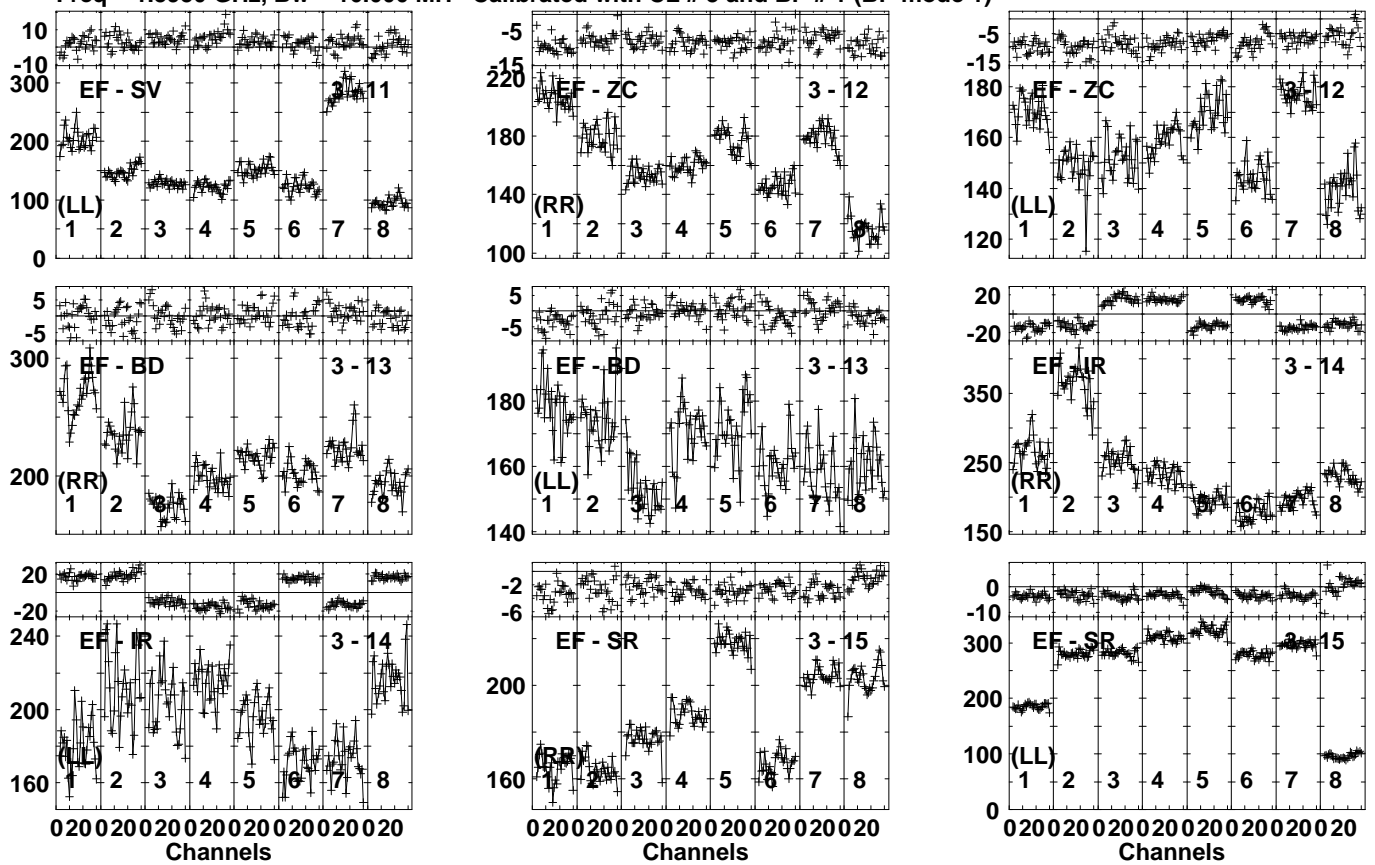 10 -5 -5
-10 -15 -15
300 EF - SV 3 - 11 220 EF - ZC 3 - 12 180 EF - ZC 3 - 12
200 180 160
100 140 140
(LL) (RR) (LL)
1 2 3 4 5 6 7 8 1 2 3 4 5 6 7 8 1 2 3 4 5 6 7 8
0 100 120
5 5 20
-5 -5 -20
300 EF - BD 3 - 13 EF - BD 3 - 13 EF - IR 3 - 14
180 350
200 160 250
(RR) (LL) (RR)
1 2 3 4 5 6 7 8 1 2 3 4 5 6 7 8 1 2 3 4 5 6 7 8
140 150
20 -2 0
-20 -6 -10
240 EF - IR 3 - 14 EF - SR 3 - 15 300 EF - SR 3 - 15
200 200 200
(LL) (RR) (LL)
160 160 100
1 2 3 4 5 6 7 8 1 2 3 4 5 6 7 8 1 2 3 4 5 6 7 8
0
0 20 0 20 0 20 0 20 0 20 0 20 0 20 0 20 0 20 0 20 0 20 0 20 0 20 0 20 0 20 0 20 0 20 0 20 0 20 0 20 0 20 0 20 0 20 0 20
Channels Channels Channels